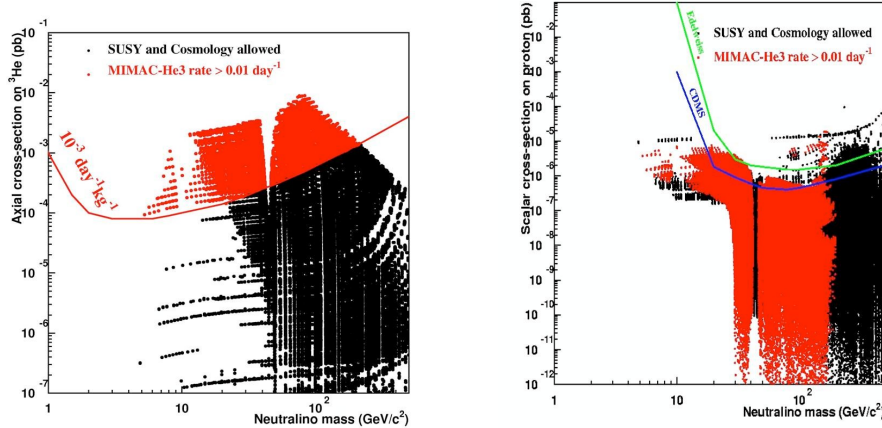 Axial cross-section on ³He (pb)
10⁻¹
10⁻²
10⁻³
10⁻⁴
10⁻⁵
10⁻⁶
10⁻⁷
SUSY and Cosmology allowed
MIMAC-He3 rate > 0.01 day⁻¹
10⁻³ day⁻¹kg⁻¹
1
10
10²
Neutralino mass (GeV/c²)
Scalar cross-section on proton (pb)
10⁻²
10⁻³
10⁻⁴
10⁻⁵
10⁻⁶
10⁻⁷
10⁻⁸
10⁻⁹
10⁻¹⁰
10⁻¹¹
10⁻¹²
Edelweiss
CDMS
SUSY and Cosmology allowed
MIMAC-He3 rate > 0.01 day⁻¹
1
10
10²
Neutralino mass (GeV/c²